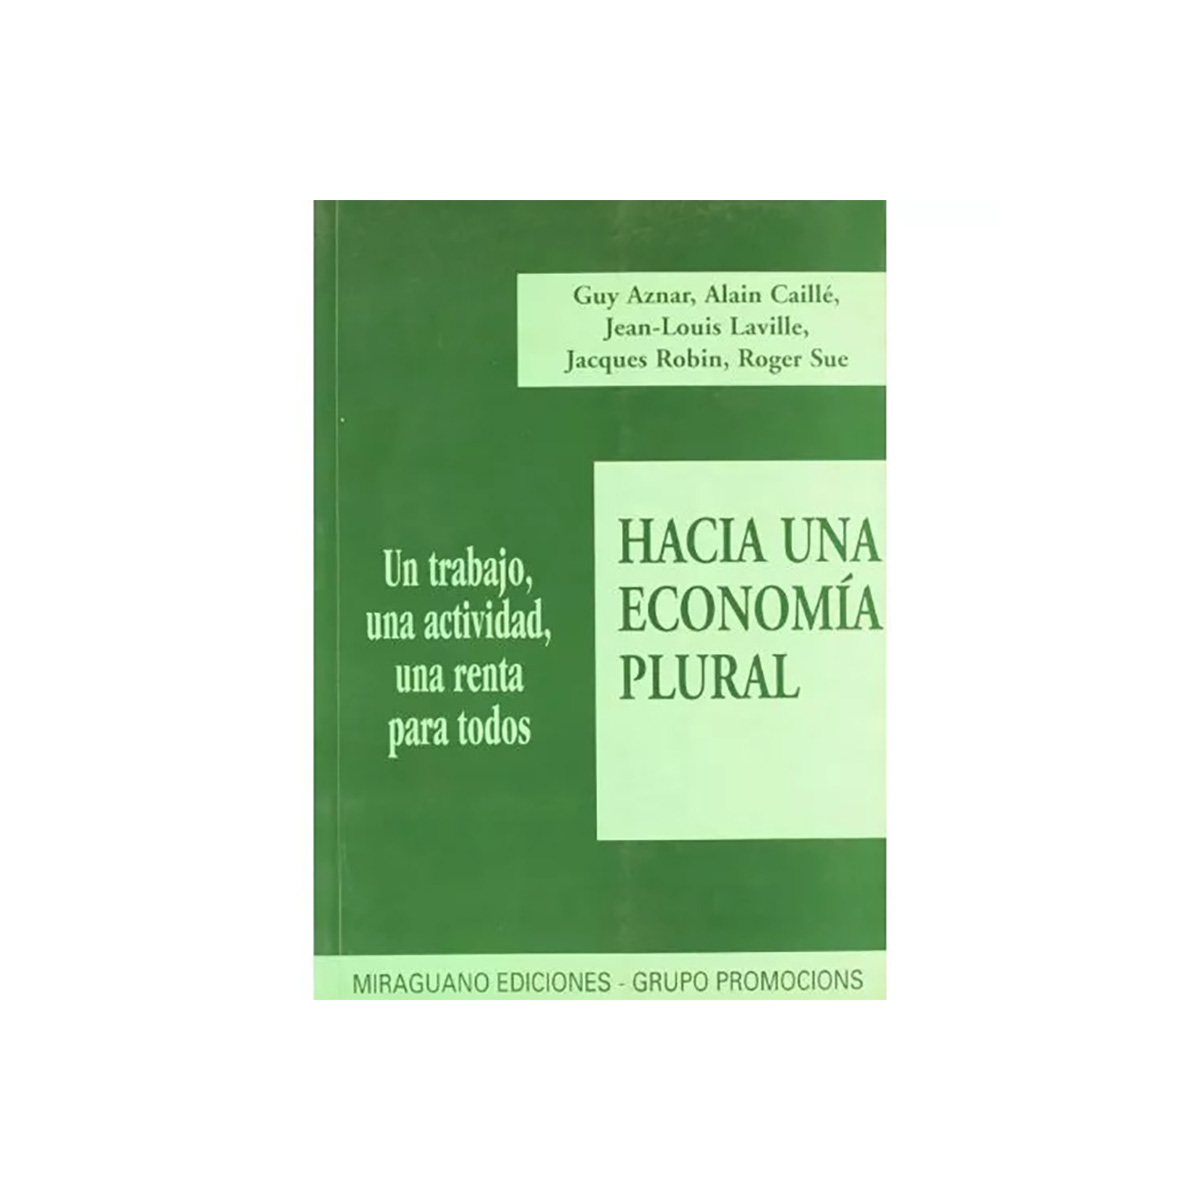 Guy Aznar, Alain Caillé,
Jean-Louis Laville,
Jacques Robin, Roger Sue
HACIA UNA
ECONOMÍA
PLURAL
Un trabajo,
una actividad,
una renta
para todos
MIRAGUANO EDICIONES - GRUPO PROMOCIONS